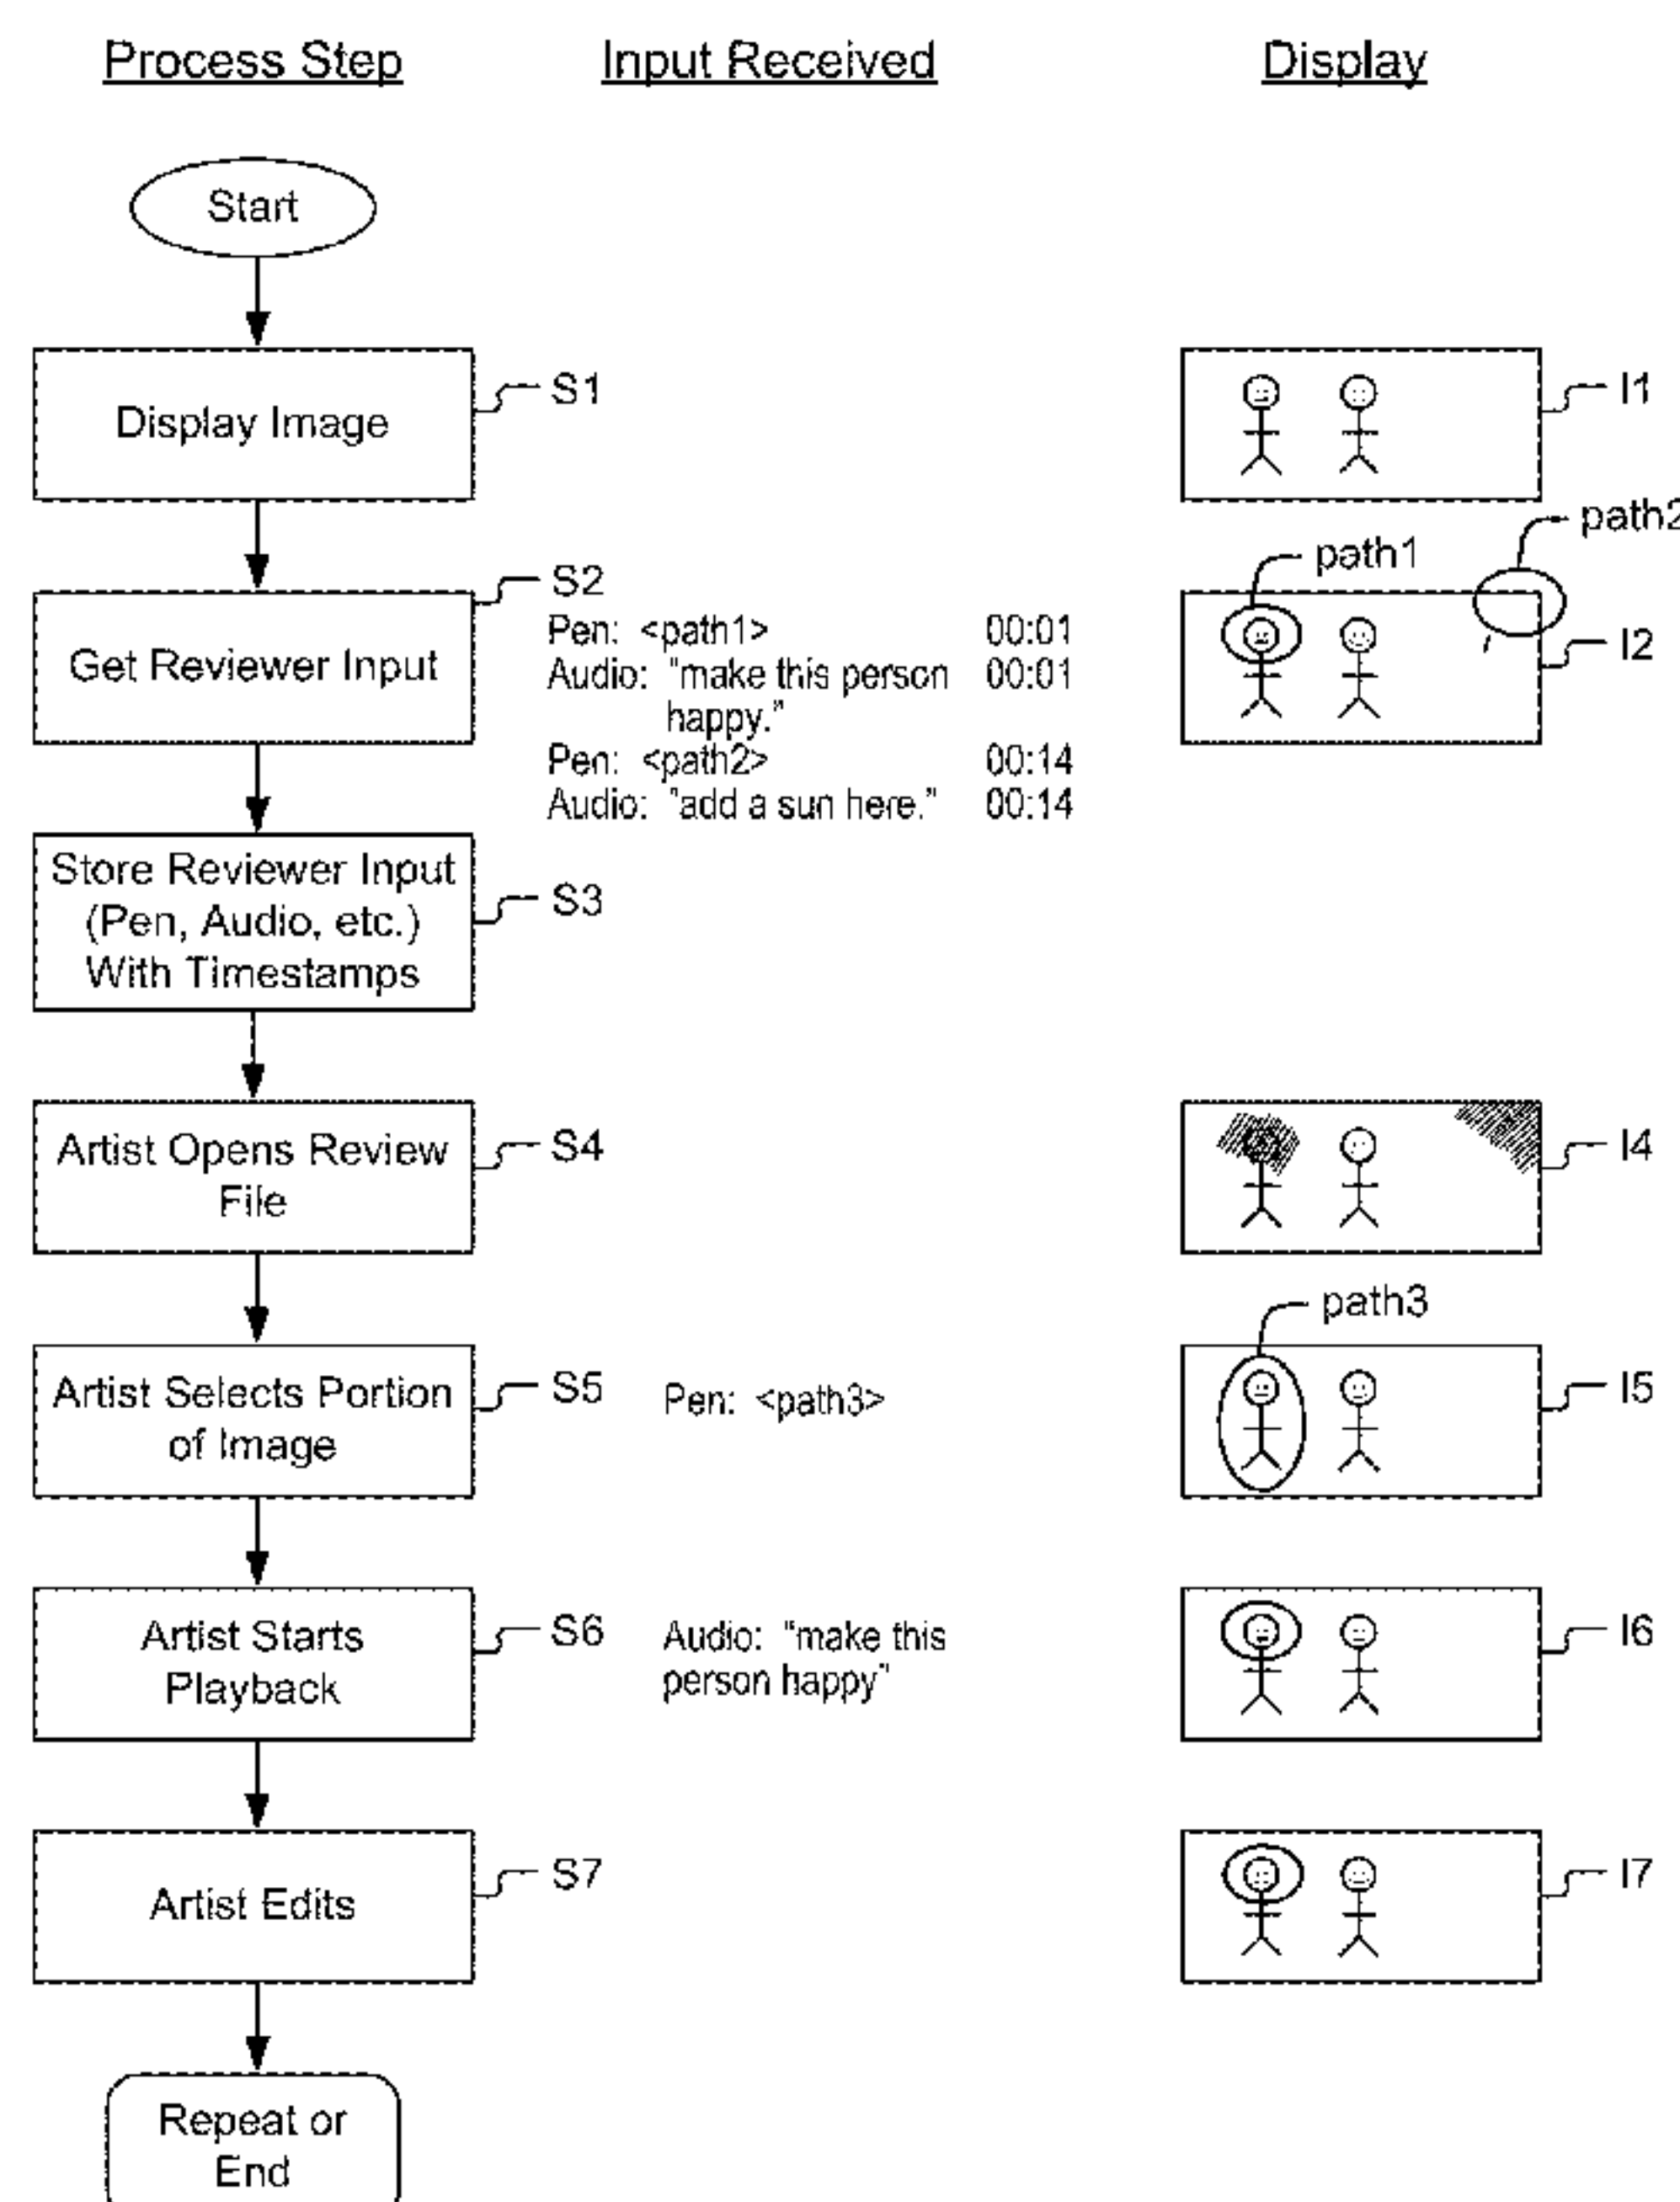 Process Step
Input Received
Display
Start
Display Image
S1
I1
Get Reviewer Input
S2
Pen: <path1> 00:01
Audio: "make this person 00:01
happy."
Pen: <path2> 00:14
Audio: "add a sun here." 00:14
path1
path2
I2
Store Reviewer Input
(Pen, Audio, etc.)
With Timestamps
S3
Artist Opens Review
File
S4
I4
Artist Selects Portion
of Image
S5
Pen: <path3>
path3
I5
Artist Starts
Playback
S6
Audio: "make this
person happy"
I6
Artist Edits
S7
I7
Repeat or
End